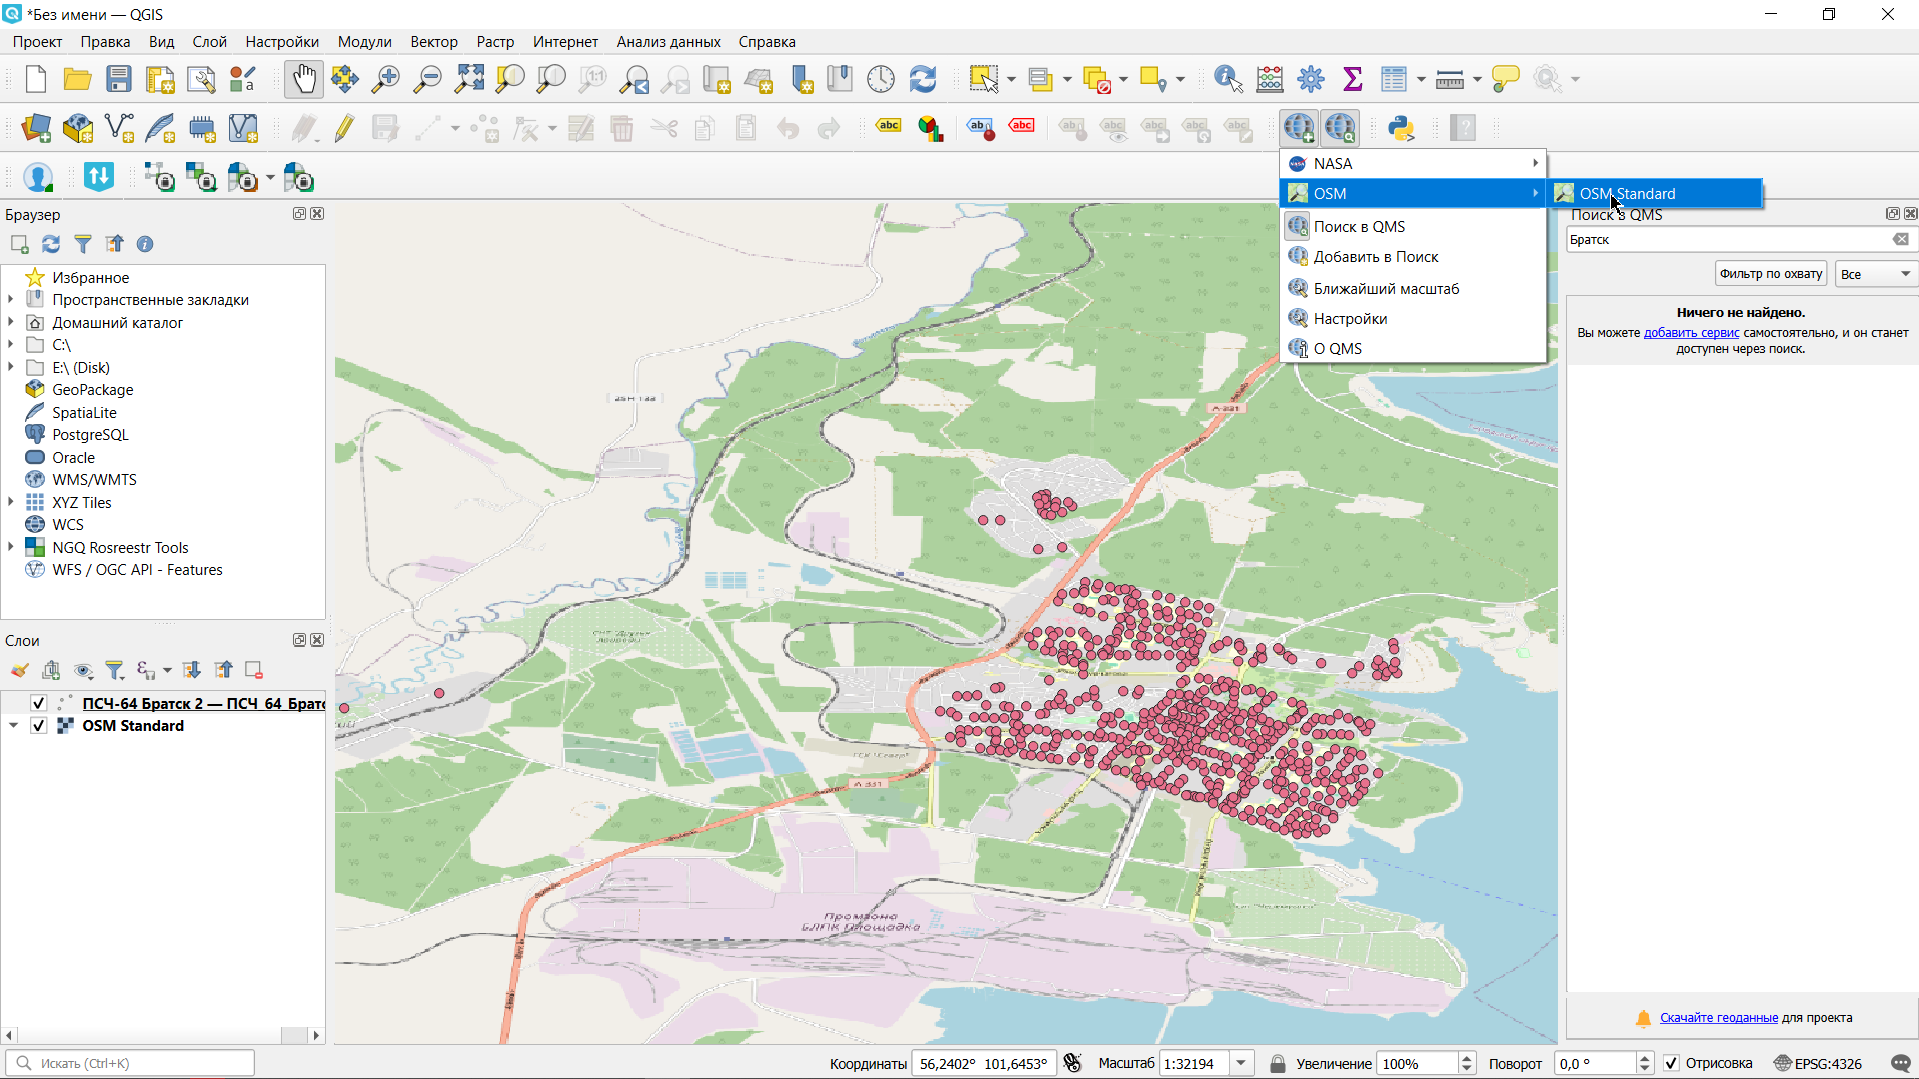 *Без имени — QGIS
Проект Правка Вид Слой Настройки Модули Вектор Растр Интернет Анализ данных Справка
NASA
OSM
OSM Standard
Поиск в QMS
Добавить в Поиск
Ближайший масштаб
Настройки
О QMS
Браузер
Избранное
Пространственные закладки
Домашний каталог
C:\
E:\ (Disk)
GeoPackage
SpatiaLite
PostgreSQL
Oracle
WMS/WMTS
XYZ Tiles
WCS
NGQ Rosreestr Tools
WFS / OGC API - Features
Слои
ПСЧ-64 Братск 2 — ПСЧ_64_Братс
OSM Standard
Поиск в QMS
Братск
Фильтр по охвату
Все
Ничего не найдено.
Вы можете добавить сервис самостоятельно, и он станет
доступен через поиск.
А-331
А-331
Промзона
БЛПК Площадка
Скачайте геоданные для проекта
Искать (Ctrl+K)
Координаты 56,2402° 101,6453° Масштаб 1:32194 Увеличение 100% Поворот 0,0 ° Отрисовка EPSG:4326